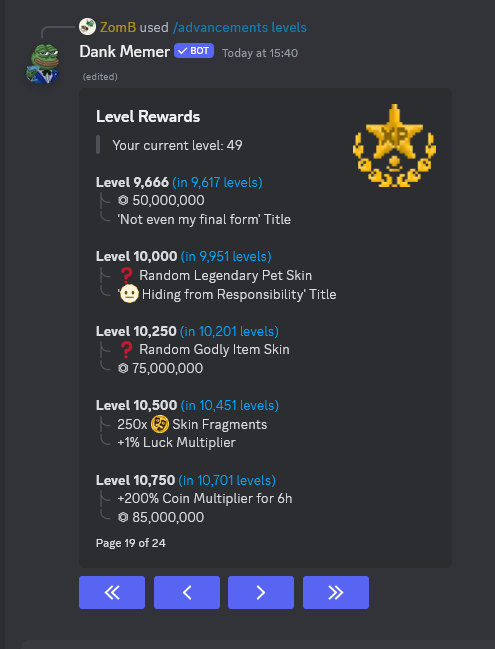 ZomB used /advancements levels
Dank Memer ✓ BOT Today at 15:40
(edited)
Level Rewards
XP
Your current level: 49
Level 9,666 (in 9,617 levels)
50,000,000
'Not even my final form' Title
Level 10,000 (in 9,951 levels)
❓ Random Legendary Pet Skin
'😐 Hiding from Responsibility' Title
Level 10,250 (in 10,201 levels)
❓ Random Godly Item Skin
75,000,000
Level 10,500 (in 10,451 levels)
250x Skin Fragments
+1% Luck Multiplier
Level 10,750 (in 10,701 levels)
+200% Coin Multiplier for 6h
85,000,000
Page 19 of 24